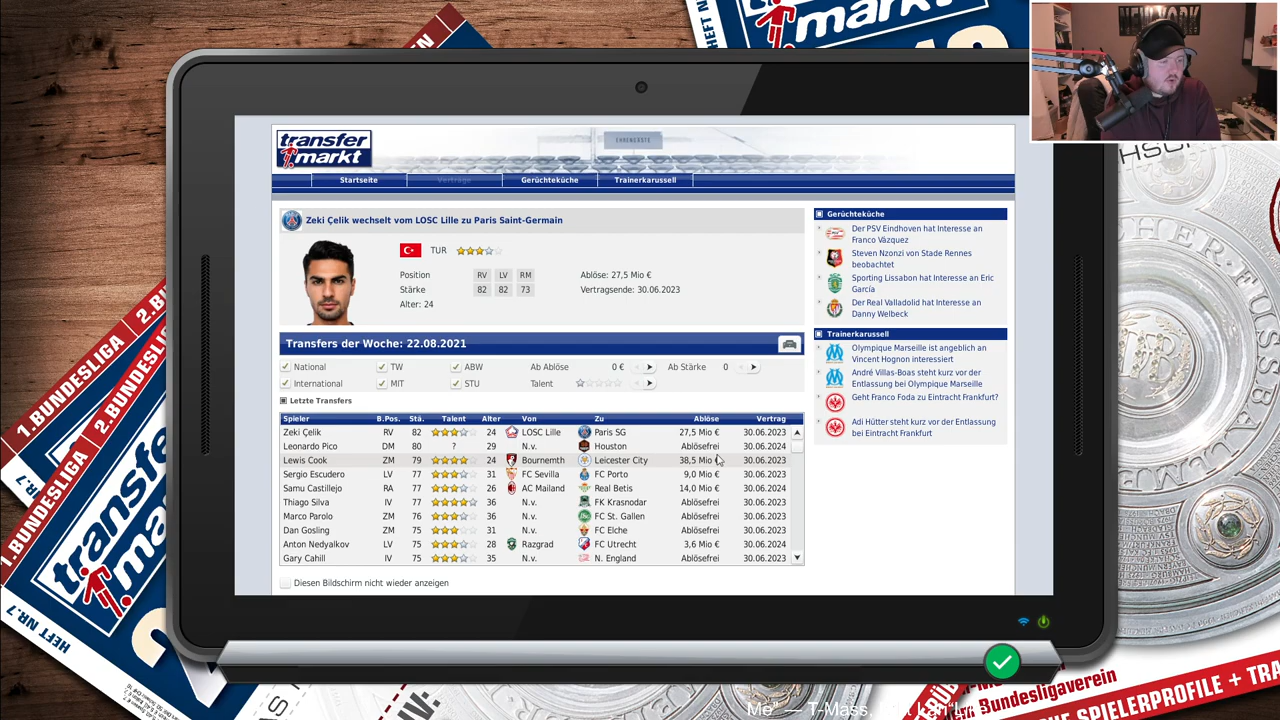 transfer
markt
EHRENGÄSTE
Startseite
Verträge
Gerüchteküche
Trainerkarussell
Zeki Çelik wechselt vom LOSC Lille zu Paris Saint-Germain
TUR
Position RV LV RM
Stärke 82 82 73
Alter: 24
Ablöse: 27,5 Mio €
Vertragsende: 30.06.2023
Transfers der Woche: 22.08.2021
National TW ABW Ab Ablöse 0 € Ab Stärke 0
International MIT STU Talent
Letzte Transfers
Spieler B.Pos. Stä. Talent Alter Von Zu Ablöse Vertrag
Zeki Çelik RV 82 24 LOSC Lille Paris SG 27,5 Mio € 30.06.2023
Leonardo Pico DM 80 ? 29 N.v. Houston Ablösefrei 30.06.2024
Lewis Cook ZM 79 24 Bournemth Leicester City 38,5 Mio € 30.06.2023
Sergio Escudero LV 77 31 FC Sevilla FC Porto 9,0 Mio € 30.06.2023
Samu Castillejo RA 77 26 AC Mailand Real Betis 14,0 Mio € 30.06.2024
Thiago Silva IV 77 36 N.v. FK Krasnodar Ablösefrei 30.06.2023
Marco Parolo ZM 76 36 N.v. FC St. Gallen Ablösefrei 30.06.2023
Dan Gosling ZM 75 31 N.v. FC Elche Ablösefrei 30.06.2023
Anton Nedyalkov LV 75 28 Razgrad FC Utrecht 3,6 Mio € 30.06.2024
Gary Cahill IV 75 35 N.v. N. England Ablösefrei 30.06.2023
Diesen Bildschirm nicht wieder anzeigen
Gerüchteküche
Der PSV Eindhoven hat Interesse an
Franco Vázquez
Steven Nzonzi von Stade Rennes
beobachtet
Sporting Lissabon hat Interesse an Eric
García
Der Real Valladolid hat Interesse an
Danny Welbeck
Trainerkarussell
Olympique Marseille ist angeblich an
Vincent Hognon interessiert
André Villas-Boas steht kurz vor der
Entlassung bei Olympique Marseille
Geht Franco Foda zu Eintracht Frankfurt?
Adi Hütter steht kurz vor der Entlassung
bei Eintracht Frankfurt
NEW YORK
markt
1.BUNDESLIGA
2.BUNDESLIGA
transfer
HEFT NR.7
Bundesligaverein
SPIELERPROFILE + TRA
Me" — T-Mass,